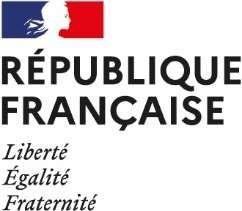 RÉPUBLIQUE
FRANÇAISE
Liberté
Égalité
Fraternité